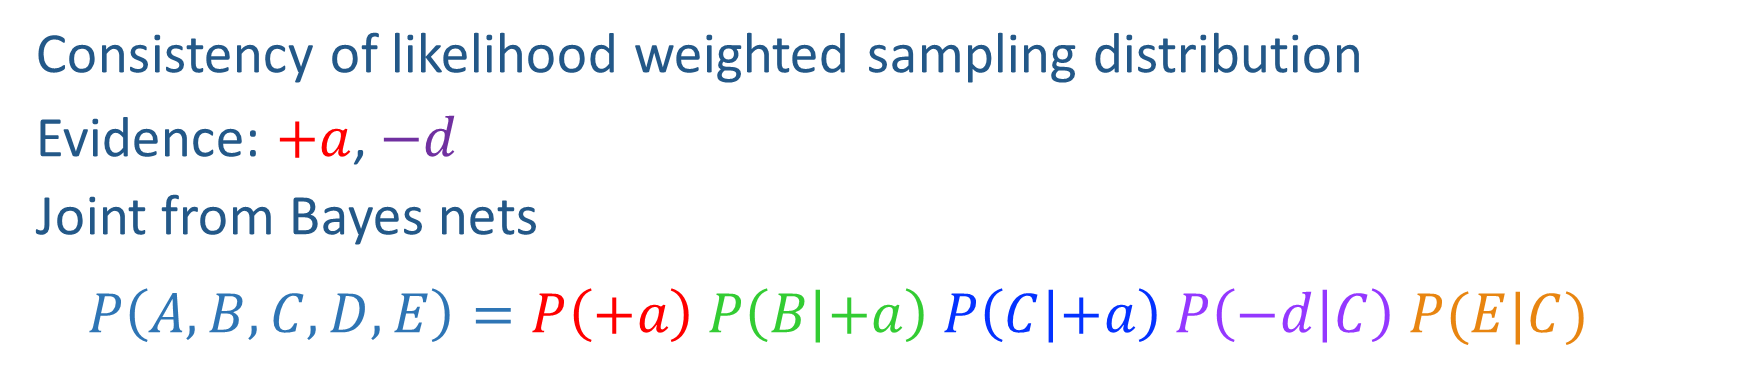 Consistency of likelihood weighted sampling distribution
Evidence: +a, −d
Joint from Bayes nets
P(A, B, C, D, E) = P(+a) P(B|+a) P(C|+a) P(−d|C) P(E|C)